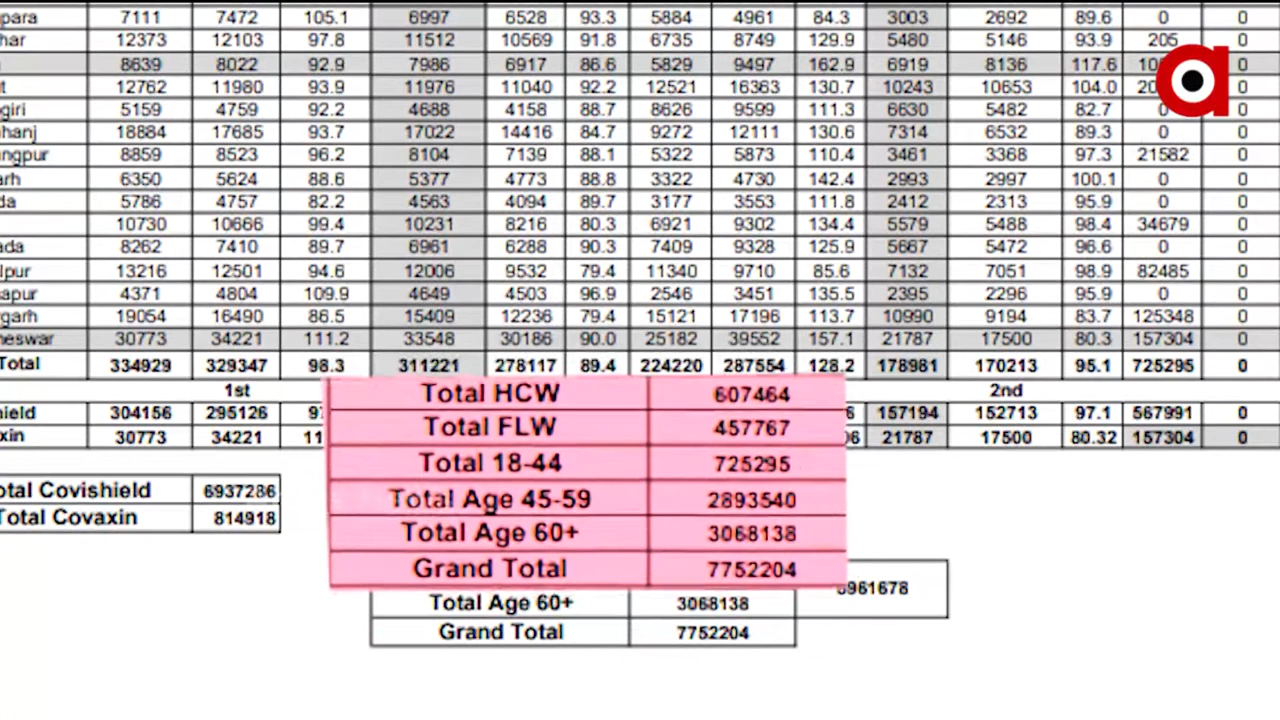 para 7111 7472 105.1 6997 6528 93.3 5884 4961 84.3 3003 2692 89.6 0 0
har 12373 12103 97.8 11512 10569 91.8 6735 8749 129.9 5480 5146 93.9 205 0
8639 8022 92.9 7986 6917 86.6 5829 9497 162.9 6919 8136 117.6 0
t 12762 11980 93.9 11976 11040 92.2 12521 16363 130.7 10243 10653 104.0 0
giri 5159 4759 92.2 4688 4158 88.7 8626 9599 111.3 6630 5482 82.7 0 0
hanj 18884 17685 93.7 17022 14416 84.7 9272 12111 130.6 7314 6532 89.3 0 0
ngpur 8859 8523 96.2 8104 7139 88.1 5322 5873 110.4 3461 3368 97.3 21582 0
arh 6350 5624 88.6 5377 4773 88.8 3322 4730 142.4 2993 2997 100.1 0 0
da 5786 4757 82.2 4563 4094 89.7 3177 3553 111.8 2412 2313 95.9 0 0
10730 10666 99.4 10231 8216 80.3 6921 9302 134.4 5579 5488 98.4 34679 0
ada 8262 7410 89.7 6961 6288 90.3 7409 9328 125.9 5667 5472 96.6 0 0
lpur 13216 12501 94.6 12006 9532 79.4 11340 9710 85.6 7132 7051 98.9 82485 0
apur 4371 4804 109.9 4649 4503 96.9 2546 3451 135.5 2395 2296 95.9 0 0
garh 19054 16490 86.5 15409 12236 79.4 15121 17196 113.7 10990 9194 83.7 125348 0
neswar 30773 34221 111.2 33548 30186 90.0 25182 39552 157.1 21787 17500 80.3 157304 0
Total 334929 329347 98.3 311221 278117 89.4 224220 287554 128.2 178981 170213 95.1 725295 0
1st 2nd
ield 304156 295126 157194 152713 97.1 567991 0
xin 30773 34221 21787 17500 80.32 157304 0
Total HCW 607464
Total FLW 457767
Total 18-44 725295
Total Age 45-59 2893540
Total Age 60+ 3068138
Grand Total 7752204
otal Covishield 6937286
Total Covaxin 814918
961678
Total Age 60+ 3068138
Grand Total 7752204